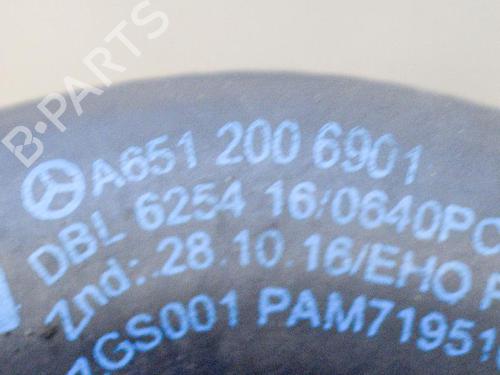 B-PARTS
A651 200 6901
DBL 6254 16/0640PC
Znd: 28.10.16/EHO
GS001 PAM71951